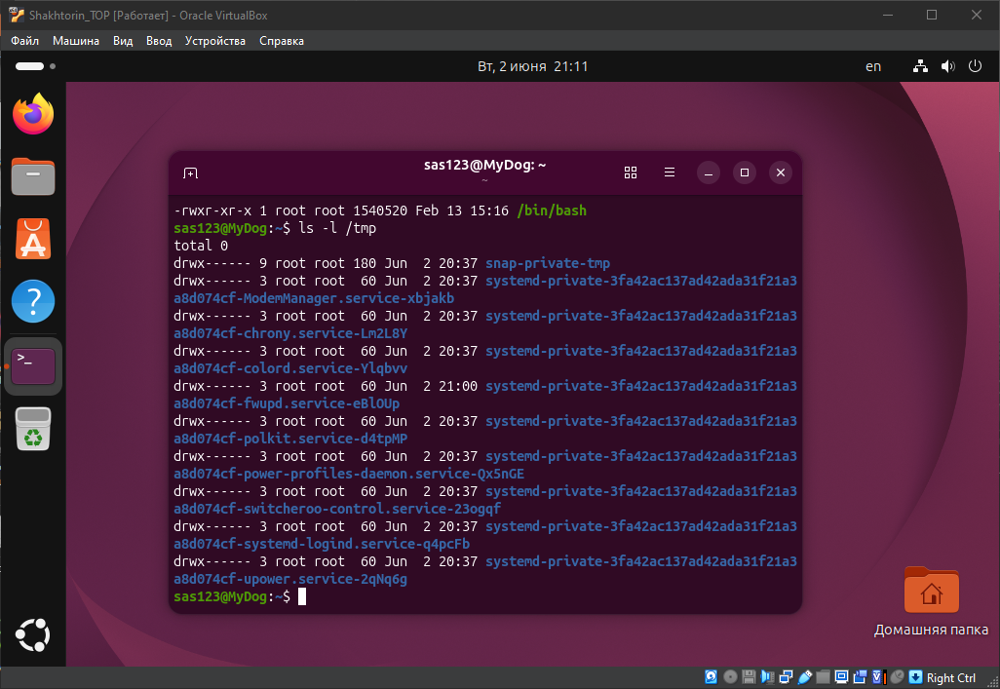 Shakhtorin_TOP [Работает] - Oracle VirtualBox
Файл Машина Вид Ввод Устройства Справка
Вт, 2 июня 21:11
en
sas123@MyDog: ~
~
-rwxr-xr-x 1 root root 1540520 Feb 13 15:16 /bin/bash
sas123@MyDog:~$ ls -l /tmp
total 0
drwx------ 9 root root 180 Jun  2 20:37 snap-private-tmp
drwx------ 3 root root  60 Jun  2 20:37 systemd-private-3fa42ac137ad42ada31f21a3
a8d074cf-ModemManager.service-xbjakb
drwx------ 3 root root  60 Jun  2 20:37 systemd-private-3fa42ac137ad42ada31f21a3
a8d074cf-chrony.service-Lm2L8Y
drwx------ 3 root root  60 Jun  2 20:37 systemd-private-3fa42ac137ad42ada31f21a3
a8d074cf-colord.service-Ylqbvv
drwx------ 3 root root  60 Jun  2 21:00 systemd-private-3fa42ac137ad42ada31f21a3
a8d074cf-fwupd.service-eBlOUp
drwx------ 3 root root  60 Jun  2 20:37 systemd-private-3fa42ac137ad42ada31f21a3
a8d074cf-polkit.service-d4tpMP
drwx------ 3 root root  60 Jun  2 20:37 systemd-private-3fa42ac137ad42ada31f21a3
a8d074cf-power-profiles-daemon.service-Qx5nGE
drwx------ 3 root root  60 Jun  2 20:37 systemd-private-3fa42ac137ad42ada31f21a3
a8d074cf-switcheroo-control.service-23ogqf
drwx------ 3 root root  60 Jun  2 20:37 systemd-private-3fa42ac137ad42ada31f21a3
a8d074cf-systemd-logind.service-q4pcFb
drwx------ 3 root root  60 Jun  2 20:37 systemd-private-3fa42ac137ad42ada31f21a3
a8d074cf-upower.service-2qNq6g
sas123@MyDog:~$
Домашняя папка
Right Ctrl